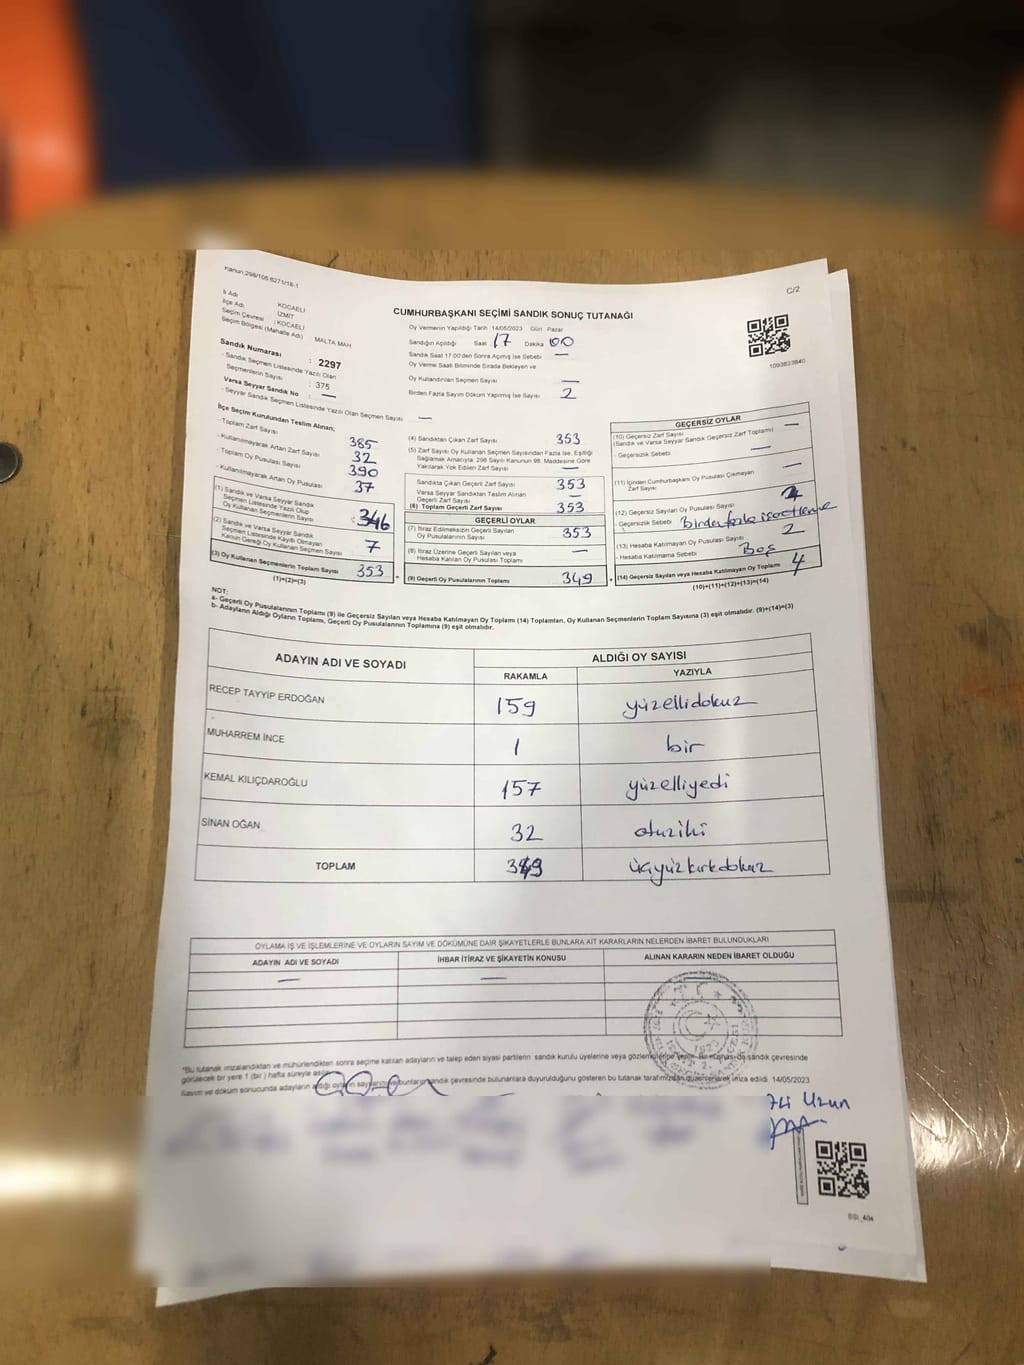 Kanun:298/105;6271/18-1
C/2
İl Adı : KOCAELİ
İlçe Adı : İZMİT
Seçim Çevresi : KOCAELİ
Seçim Bölgesi (Mahalle Adı) : MALTA MAH
Sandık Numarası : 2297
- Sandık Seçmen Listesinde Yazılı Olan Seçmenlerin Sayısı : 375
Varsa Seyyar Sandık No : —
- Seyyar Sandık Seçmen Listesinde Yazılı Olan Seçmen Sayısı : —
CUMHURBAŞKANI SEÇİMİ SANDIK SONUÇ TUTANAĞI
Oy Vermenin Yapıldığı Tarih 14/05/2023 Gün Pazar
Sandığın Açıldığı Saat 17 Dakika 00
Sandık Saat 17:00'den Sonra Açılmış İse Sebebi —
Oy Verme Saati Bitiminde Sırada Bekleyen ve
Oy Kullandırılan Seçmen Sayısı —
Birden Fazla Sayım Döküm Yapılmış İse Sayısı 2
1093823840
İlçe Seçim Kurulundan Teslim Alınan;
- Toplam Zarf Sayısı 385
- Kullanılmayarak Artan Zarf Sayısı 32
- Toplam Oy Pusulası Sayısı 390
- Kullanılmayarak Artan Oy Pusulası 37
(1) Sandık ve Varsa Seyyar Sandık
Seçmen Listesinde Yazılı Olup
Oy Kullanan Seçmenlerin Sayısı : 346
(2) Sandık ve Varsa Seyyar Sandık
Seçmen Listesinde Kayıtlı Olmayan
Kanun Gereği Oy Kullanan Seçmen Sayısı 7
(3) Oy Kullanan Seçmenlerin Toplam Sayısı 353
(1)+(2)=(3)
(4) Sandıktan Çıkan Zarf Sayısı 353
(5) Zarf Sayısı Oy Kullanan Seçmen Sayısından Fazla İse, Eşitliği
Sağlamak Amacıyla 298 Sayılı Kanunun 98. Maddesine Göre
Yakılarak Yok Edilen Zarf Sayısı —
Sandıkta Çıkan Geçerli Zarf Sayısı 353
Varsa Seyyar Sandıktan Teslim Alınan
Geçerli Zarf Sayısı —
(6) Toplam Geçerli Zarf Sayısı 353
GEÇERLİ OYLAR
(7) İtiraz Edilmeksizin Geçerli Sayılan
Oy Pusulalarının Sayısı 353
(8) İtiraz Üzerine Geçerli Sayılan veya
Hesaba Katılan Oy Pusulası Toplamı —
(9) Geçerli Oy Pusulalarının Toplamı 349
GEÇERSİZ OYLAR
(10) Geçersiz Zarf Sayısı —
(Sandık ve Varsa Seyyar Sandık Geçersiz Zarf Toplamı)
- Geçersizlik Sebebi —
(11) İçinden Cumhurbaşkanı Oy Pusulası Çıkmayan
Zarf Sayısı —
(12) Geçersiz Sayılan Oy Pusulası Sayısı 2
- Geçersizlik Sebebi Birden fazla işaretleme
(13) Hesaba Katılmayan Oy Pusulası Sayısı 2
- Hesaba Katılmama Sebebi Boş
(14) Geçersiz Sayılan veya Hesaba Katılmayan Oy Toplamı 4
(10)+(11)+(12)+(13)=(14)
NOT:
a- Geçerli Oy Pusulalarının Toplamı (9) ile Geçersiz Sayılan veya Hesaba Katılmayan Oy Toplamı (14) Toplamları, Oy Kullanan Seçmenlerin Toplam Sayısına (3) eşit olmalıdır. (9)+(14)=(3)
b- Adayların Aldığı Oyların Toplamı, Geçerli Oy Pusulalarının Toplamına (9) eşit olmalıdır.
ADAYIN ADI VE SOYADI ALDIĞI OY SAYISI
RAKAMLA YAZIYLA
RECEP TAYYİP ERDOĞAN 159 yüzellidokuz
MUHARREM İNCE 1 bir
KEMAL KILIÇDAROĞLU 157 yüzelliyedi
SİNAN OĞAN 32 otuziki
TOPLAM 349 üçyüzkırkdokuz
OYLAMA İŞ VE İŞLEMLERİNE VE OYLARIN SAYIM VE DÖKÜMÜNE DAİR ŞİKAYETLERLE BUNLARA AİT KARARLARIN NELERDEN İBARET BULUNDUKLARI
ADAYIN ADI VE SOYADI İHBAR İTİRAZ VE ŞİKAYETİN KONUSU ALINAN KARARIN NEDEN İBARET OLDUĞU
— — —
*Bu tutanak imzalandıktan ve mühürlendikten sonra seçime katılan adayların ve talep eden siyasi partilerin sandık kurulu üyelerine veya gözlemcilerine verilir. Bir nüshası da sandık çevresinde
görülecek bir yere 1 (bir) hafta süreyle asılır.
Sayım ve döküm sonucunda adayların aldığı oyların sayısının bunların sandık çevresinde bulunanlara duyurulduğunu gösteren bu tutanak tarafımızdan düzenlenerek imza edildi. 14/05/2023
Uzun